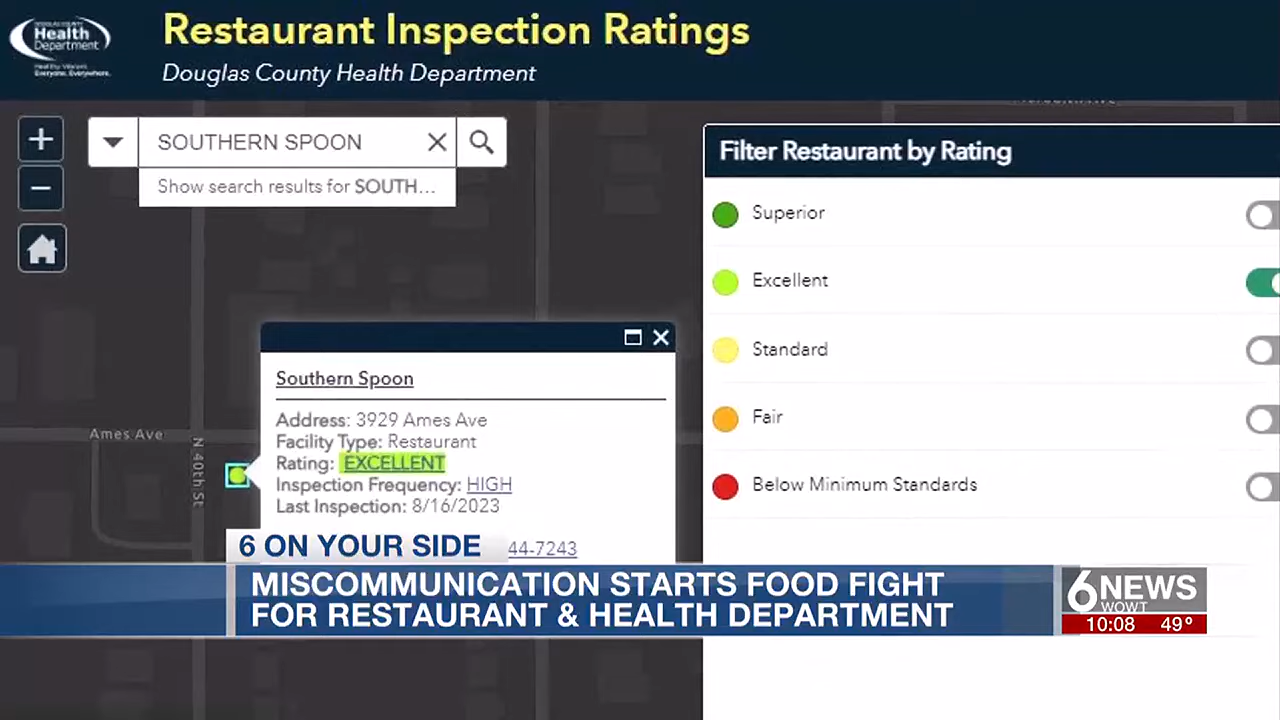 Health
Department
Restaurant Inspection Ratings
Douglas County Health Department
SOUTHERN SPOON
Show search results for SOUTH...
Filter Restaurant by Rating
Superior
Excellent
Standard
Fair
Below Minimum Standards
Ames Ave
N 40th St
Southern Spoon
Address: 3929 Ames Ave
Facility Type: Restaurant
Rating: EXCELLENT
Inspection Frequency: HIGH
Last Inspection: 8/16/2023
44-7243
6 ON YOUR SIDE
MISCOMMUNICATION STARTS FOOD FIGHT
FOR RESTAURANT & HEALTH DEPARTMENT
6 NEWS
WOWT
10:08 49°